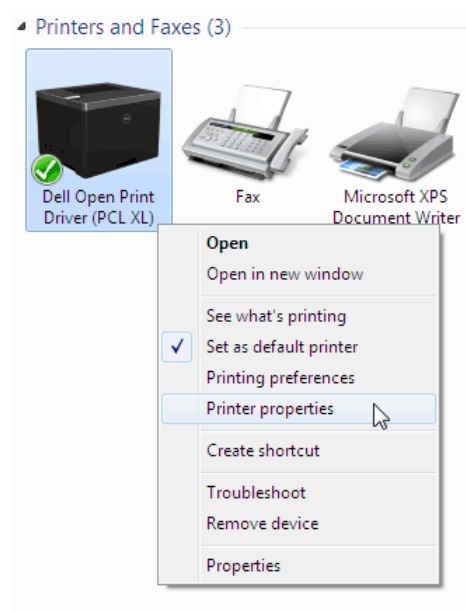 Printers and Faxes (3)
Dell Open Print
Driver (PCL XL)
Fax
Microsoft XPS
Document Writer
Open
Open in new window
See what's printing
Set as default printer
Printing preferences
Printer properties
Create shortcut
Troubleshoot
Remove device
Properties